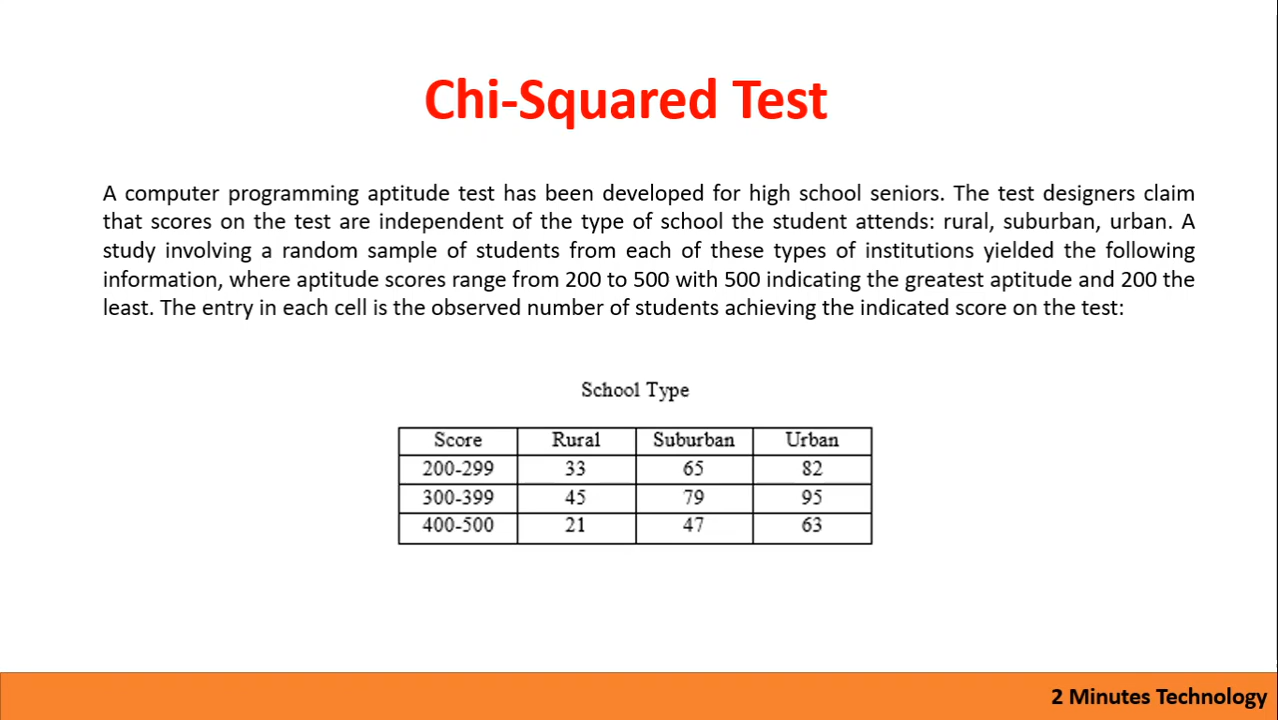 Chi-Squared Test
A computer programming aptitude test has been developed for high school seniors. The test designers claim
that scores on the test are independent of the type of school the student attends: rural, suburban, urban. A
study involving a random sample of students from each of these types of institutions yielded the following
information, where aptitude scores range from 200 to 500 with 500 indicating the greatest aptitude and 200 the
least. The entry in each cell is the observed number of students achieving the indicated score on the test:
School Type
Score Rural Suburban Urban
200-299 33 65 82
300-399 45 79 95
400-500 21 47 63
2 Minutes Technology